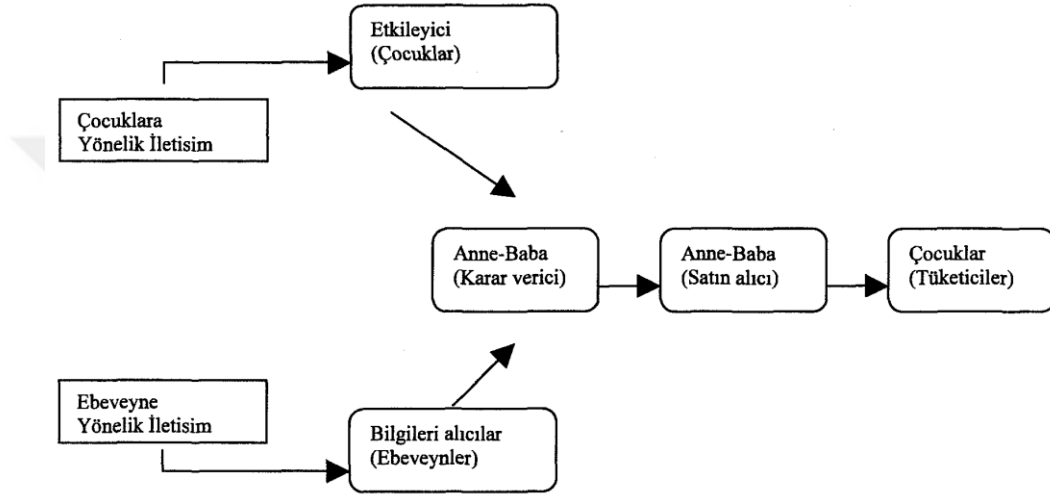 Etkileyici
(Çocuklar)
Çocuklara
Yönelik İletisim
Anne-Baba
(Karar verici)
Anne-Baba
(Satın alıcı)
Çocuklar
(Tüketiciler)
Ebeveyne
Yönelik İletisim
Bilgileri alıcılar
(Ebeveynler)